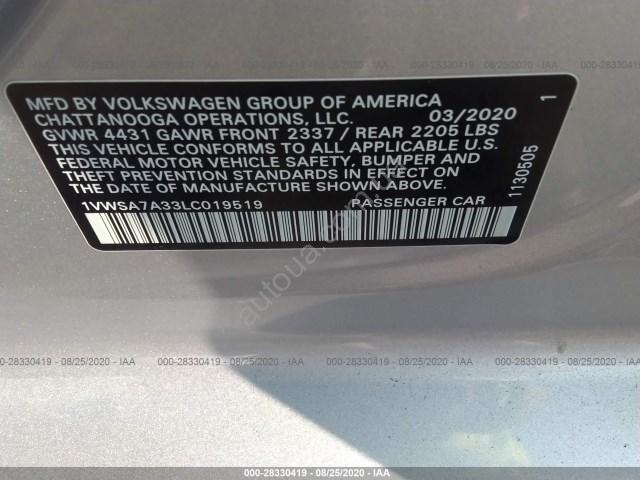 000-28330419 - 08/25/2020 - IAA
MFD BY VOLKSWAGEN GROUP OF AMERICA
CHATTANOOGA OPERATIONS, LLC. 03/2020
GVWR 4431 GAWR FRONT 2337 / REAR 2205 LBS
THIS VEHICLE CONFORMS TO ALL APPLICABLE U.S.
FEDERAL MOTOR VEHICLE SAFETY, BUMPER AND
THEFT PREVENTION STANDARDS IN EFFECT ON
THE DATE OF MANUFACTURE SHOWN ABOVE.
1VWSA7A33LC019519 PASSENGER CAR
1
1130505
autoua.com
000-28330419 - 08/25/2020 - IAA
000-28330419 - 08/25/2020 - IAA